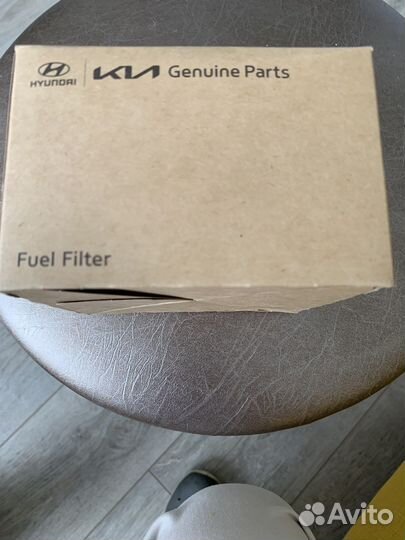 HYUNDAI KIA Genuine Parts
Fuel Filter
Avito